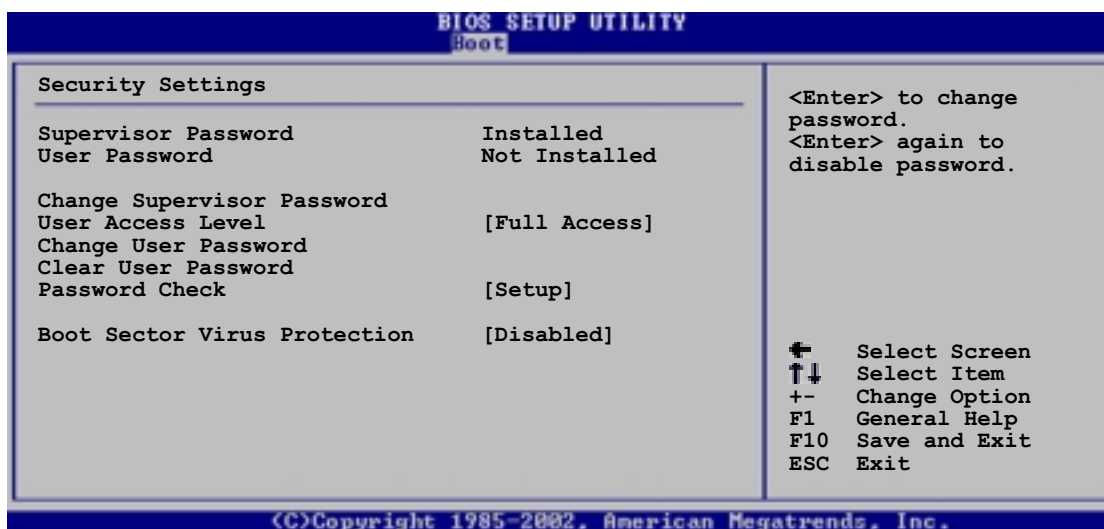 BIOS SETUP UTILITY
Boot
Security Settings
Supervisor Password Installed
User Password Not Installed
Change Supervisor Password
User Access Level [Full Access]
Change User Password
Clear User Password
Password Check [Setup]
Boot Sector Virus Protection [Disabled]
<Enter> to change
password.
<Enter> again to
disable password.
← Select Screen
↑↓ Select Item
+- Change Option
F1 General Help
F10 Save and Exit
ESC Exit
(C)Copyright 1985-2002, American Megatrends, Inc.